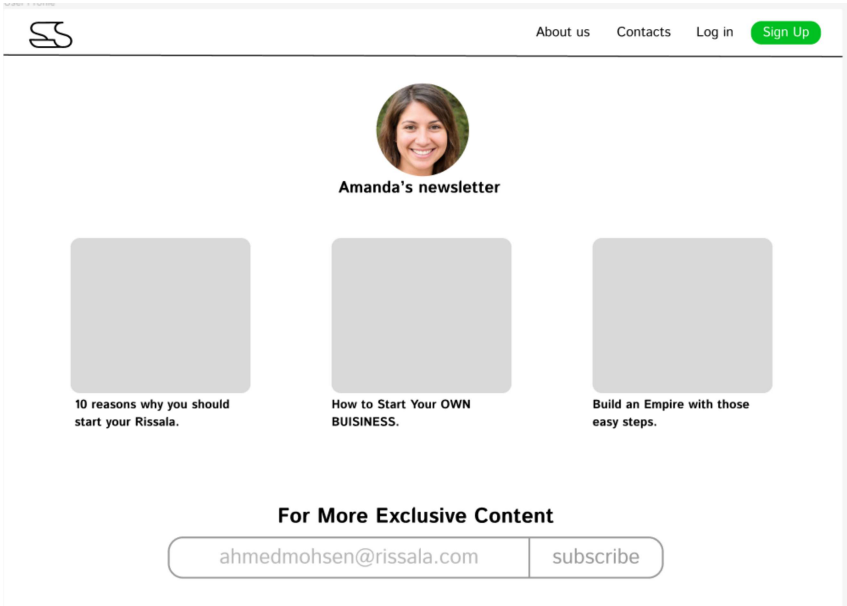 User Profile
About us Contacts Log in Sign Up
Amanda's newsletter
10 reasons why you should
start your Rissala.
How to Start Your OWN
BUISINESS.
Build an Empire with those
easy steps.
For More Exclusive Content
ahmedmohsen@rissala.com subscribe